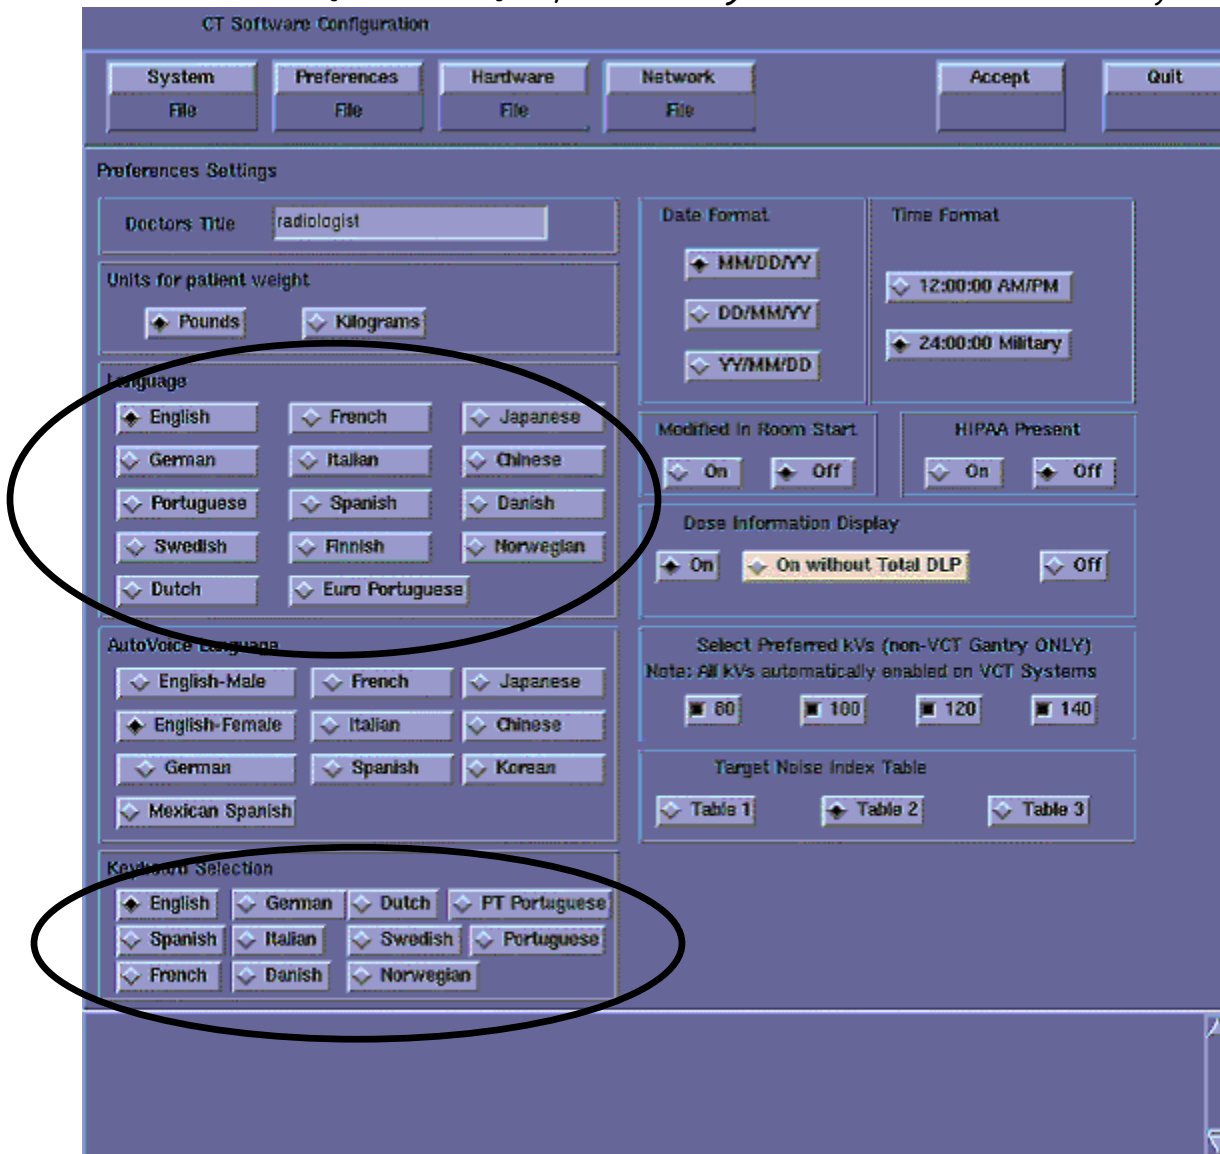 CT Software Configuration
System Preferences Hardware Network Accept Quit
File File File File
Preferences Settings
Doctors Title radiologist
Units for patient weight
Pounds Kilograms
Language
English French Japanese
German Italian Chinese
Portuguese Spanish Danish
Swedish Finnish Norwegian
Dutch Euro Portuguese
AutoVoice Language
English-Male French Japanese
English-Female Italian Chinese
German Spanish Korean
Mexican Spanish
Keyboard Selection
English German Dutch PT Portuguese
Spanish Italian Swedish Portuguese
French Danish Norwegian
Date Format
MM/DD/YY
DD/MM/YY
YY/MM/DD
Time Format
12:00:00 AM/PM
24:00:00 Military
Modified In Room Start
On Off
HIPAA Present
On Off
Dose Information Display
On On without Total DLP Off
Select Preferred kVs (non-VCT Gantry ONLY)
Note: All kVs automatically enabled on VCT Systems
80 100 120 140
Target Noise Index Table
Table 1 Table 2 Table 3